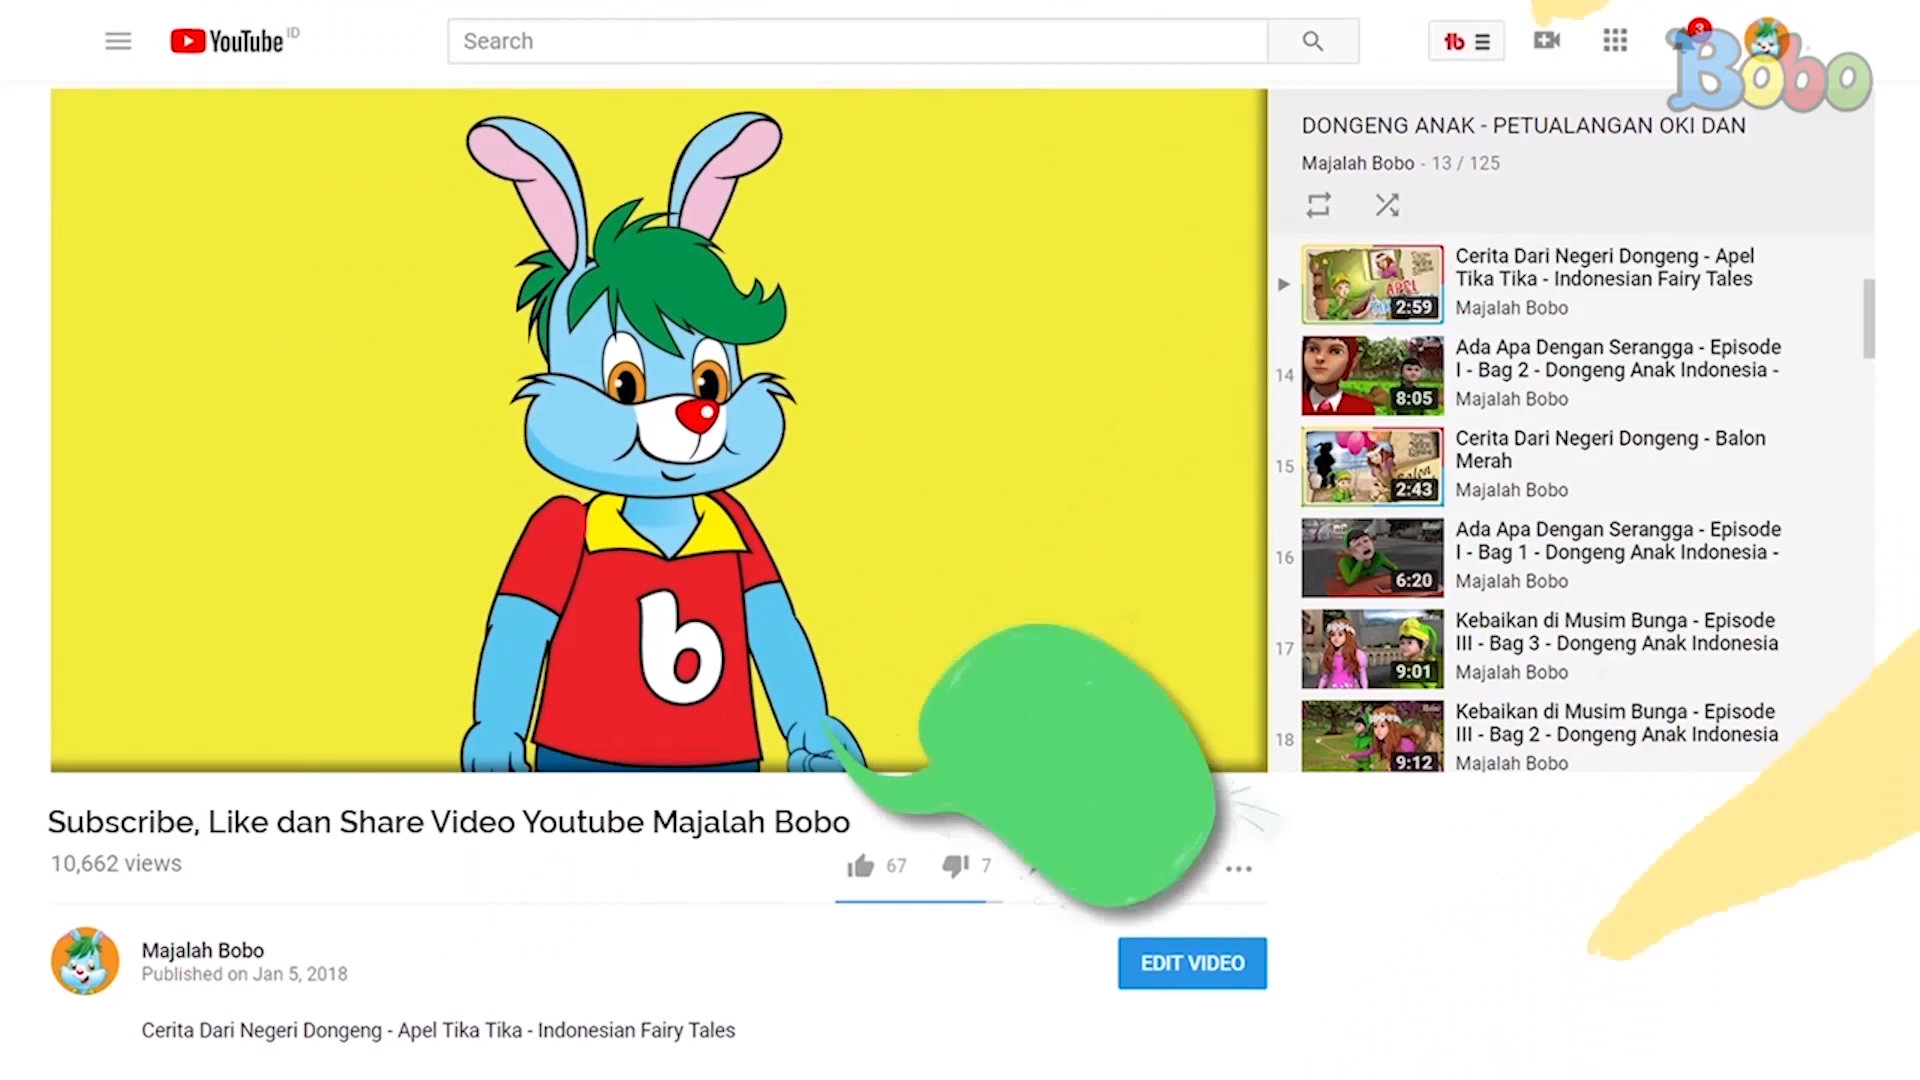 YouTube ID
Search
3
Bobo
b
DONGENG ANAK - PETUALANGAN OKI DAN
Majalah Bobo - 13 / 125
Cerita Dari Negeri Dongeng - Apel
Tika Tika - Indonesian Fairy Tales
Majalah Bobo
2:59
14
Ada Apa Dengan Serangga - Episode
I - Bag 2 - Dongeng Anak Indonesia -
Majalah Bobo
8:05
15
Cerita Dari Negeri Dongeng - Balon
Merah
Majalah Bobo
2:43
16
Ada Apa Dengan Serangga - Episode
I - Bag 1 - Dongeng Anak Indonesia -
Majalah Bobo
6:20
17
Kebaikan di Musim Bunga - Episode
III - Bag 3 - Dongeng Anak Indonesia
Majalah Bobo
9:01
18
Kebaikan di Musim Bunga - Episode
III - Bag 2 - Dongeng Anak Indonesia
Majalah Bobo
9:12
Subscribe, Like dan Share Video Youtube Majalah Bobo
10,662 views
67
7
Majalah Bobo
Published on Jan 5, 2018
EDIT VIDEO
Cerita Dari Negeri Dongeng - Apel Tika Tika - Indonesian Fairy Tales